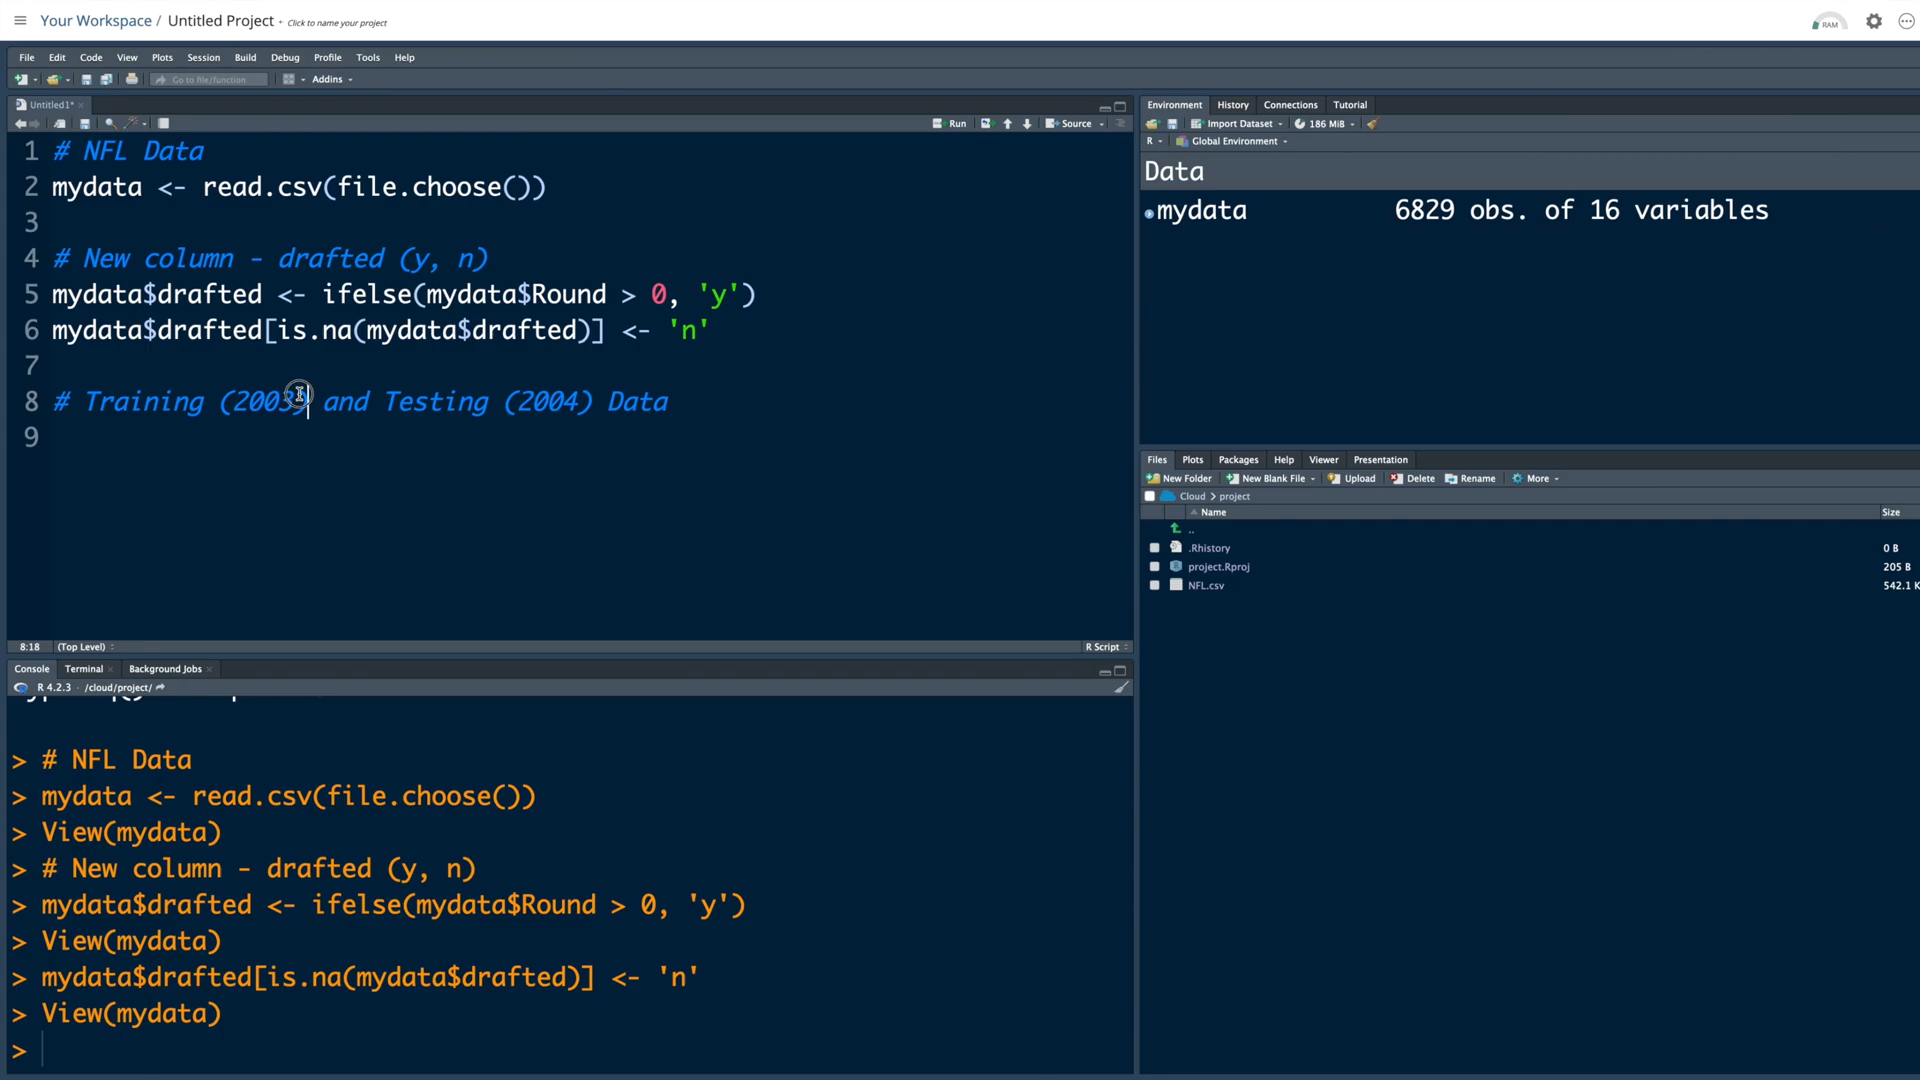 Your Workspace / Untitled Project Click to name your project RAM
File Edit Code View Plots Session Build Debug Profile Tools Help
Go to file/function Addins
Untitled1*
Run Source
1 # NFL Data
2 mydata <- read.csv(file.choose())
3
4 # New column - drafted (y, n)
5 mydata$drafted <- ifelse(mydata$Round > 0, 'y')
6 mydata$drafted[is.na(mydata$drafted)] <- 'n'
7
8 # Training (2003) and Testing (2004) Data
9
8:18 (Top Level) R Script
Console Terminal Background Jobs
R 4.2.3 · /cloud/project/
> # NFL Data
> mydata <- read.csv(file.choose())
> View(mydata)
> # New column - drafted (y, n)
> mydata$drafted <- ifelse(mydata$Round > 0, 'y')
> View(mydata)
> mydata$drafted[is.na(mydata$drafted)] <- 'n'
> View(mydata)
>
Environment History Connections Tutorial
Import Dataset 186 MiB
R Global Environment
Data
mydata 6829 obs. of 16 variables
Files Plots Packages Help Viewer Presentation
New Folder New Blank File Upload Delete Rename More
Cloud > project
Name Size
..
.Rhistory 0 B
project.Rproj 205 B
NFL.csv 542.1 K